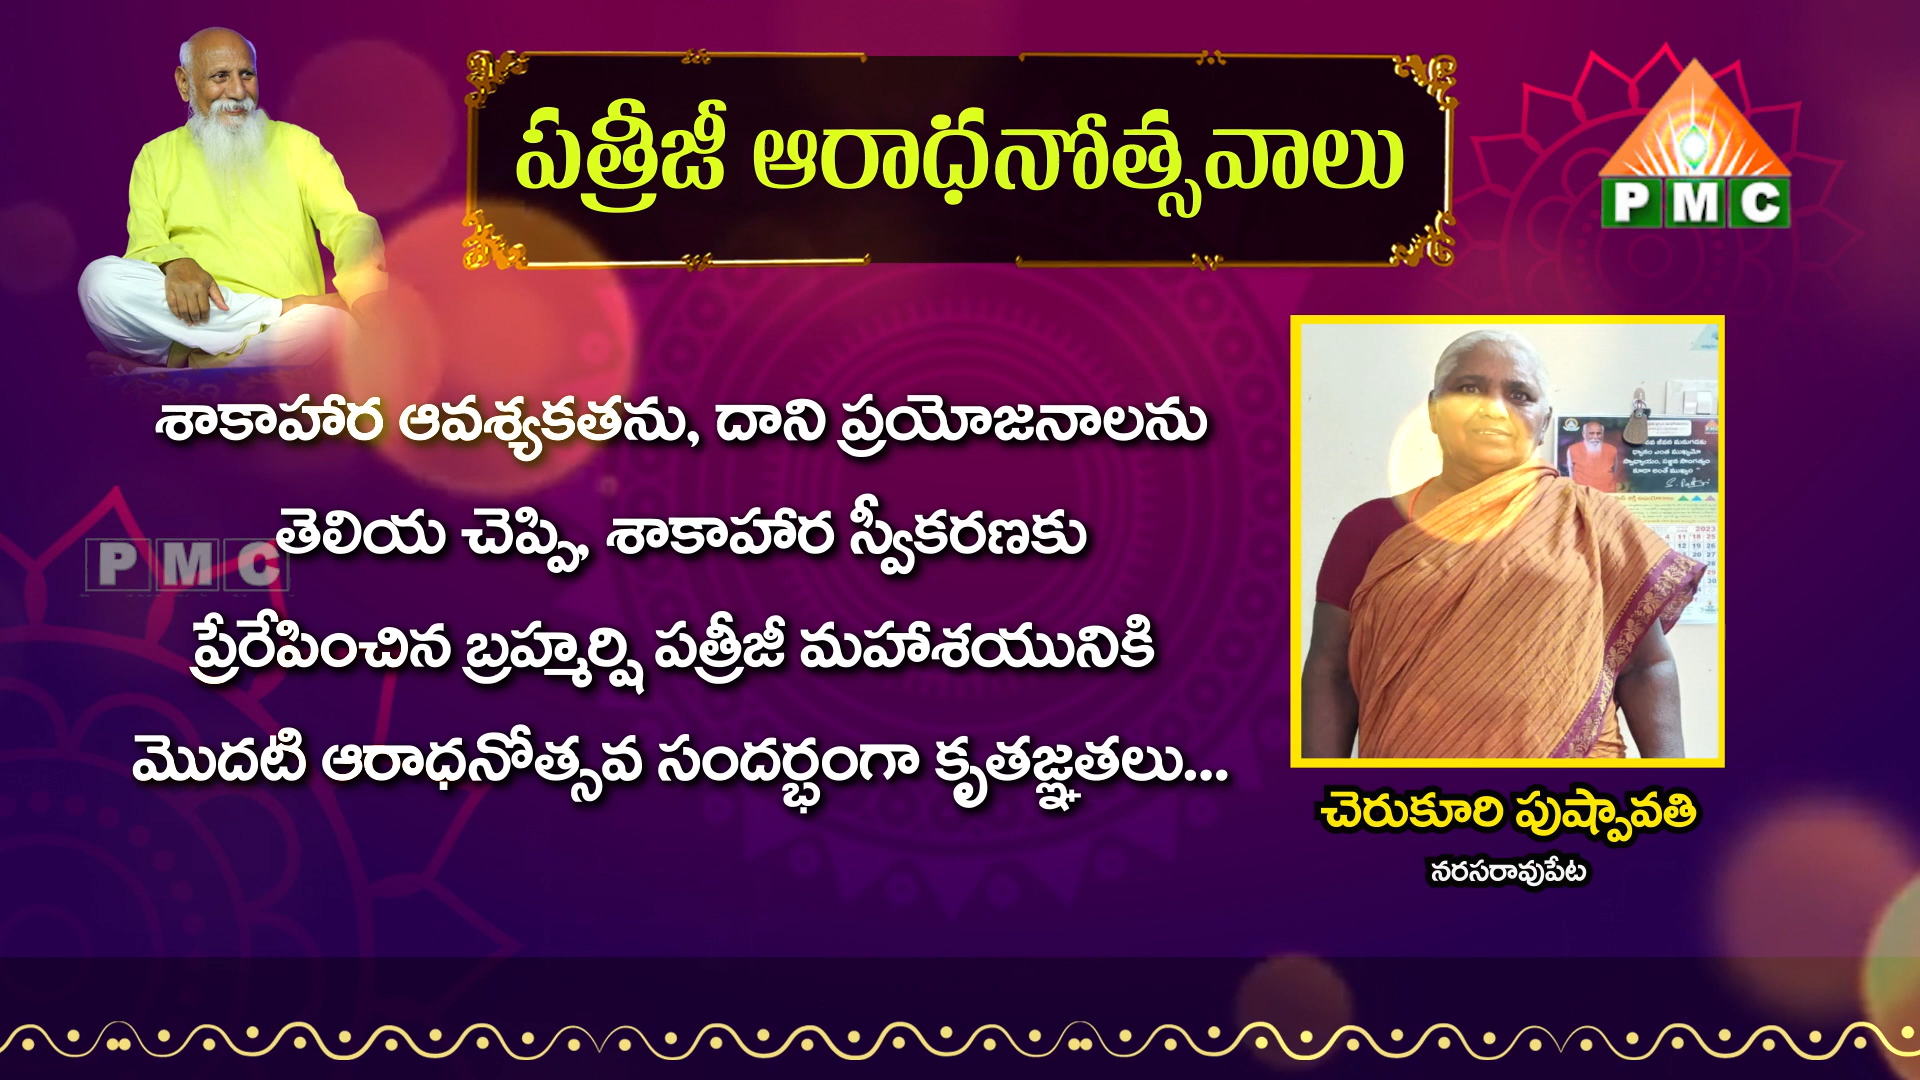 పత్రీజీ ఆరాధనోత్సవాలు
PMC
శాకాహార ఆవశ్యకతను, దాని ప్రయోజనాలను
తెలియ చెప్పి, శాకాహార స్వీకరణకు
ప్రేరేపించిన బ్రహ్మర్షి పత్రీజీ మహాశయునికి
మొదటి ఆరాధనోత్సవ సందర్భంగా కృతజ్ఞతలు...
PMC
2023
చెరుకూరి పుష్పావతి
నరసరావుపేట